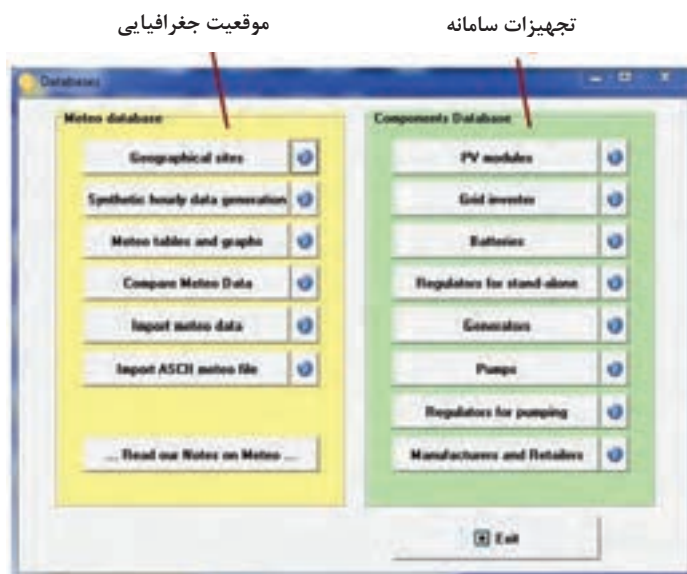 موقعیت جغرافیایی
تجهیزات سامانه
Databases
Meteo database
Geographical sites
Synthetic hourly data generation
Meteo tables and graphs
Compare Meteo Data
Import meteo data
Import ASCII meteo file
... Read our Notes on Meteo ...
Components Database
PV modules
Grid inverter
Batteries
Regulators for stand-alone
Generators
Pumps
Regulators for pumping
Manufacturers and Retailers
Exit